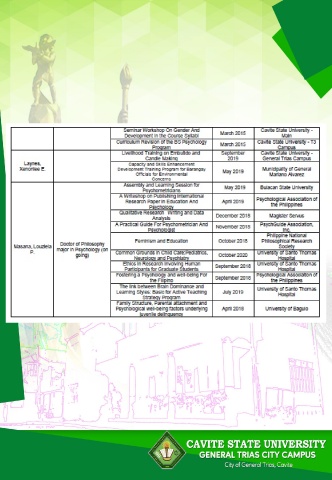 Seminar Workshop On Gender And
Development in the Course Syllabi
March 2015
Cavite State University -
Main
Curriculum Revision of the BS Psychology
Program
March 2015
Cavite State University - T3
Campus
Laynes,
Xenorlee E.
Livelihood Training on Embutido and
Candle Making
September
2015
Cavite State University -
General Trias Campus
Capacity and Skills Enhancement
Development Training Program for Barangay
Officials for Environmental
Concerns
May 2019
Municipality of General
Mariano Alvarez
Assembly and Learning Session for
Psychometricians
May 2019
Bulacan State University
A Workshop on Publishing International
Research Paper in Education And
Psychology
April 2019
Psychological Association of
the Philippines
Masana, Louziela
P.
Doctor of Philosophy
major in Psychology (on
going)
Qualitative Research Writing and Data
Analysis
December 2018
Magister Servus
A Practical Guide For Psychometrician And
Psychologist
November 2018
PsychGuide Association,
Inc.
Feminism and Education
October 2018
Philippine National
Philosophical Research
Society
Common Grounds in Child Care:Pediatrics,
Neurology and Psychiatry
October 2020
University of Santo Thomas
Hospital
Ethics in Research Involving Human
Participants for Graduate Students
September 2018
University of Santo Thomas
Hospital
Fostering a Psychology and well-being For
the Filipino
September 2018
Psychological Association of
the Philippines
The link between Brain Dominance and
Learning Styles: Basis for Active Teaching
Strategy Program
July 2019
University of Santo Thomas
Hospital
Family Structure, Parental attachment and
Psychological well-being factors underlying
juvenile delinquents
April 2018
University of Baguio
CAVITE STATE UNIVERSITY
GENERAL TRIAS CITY CAMPUS
City of General Trias, Cavite